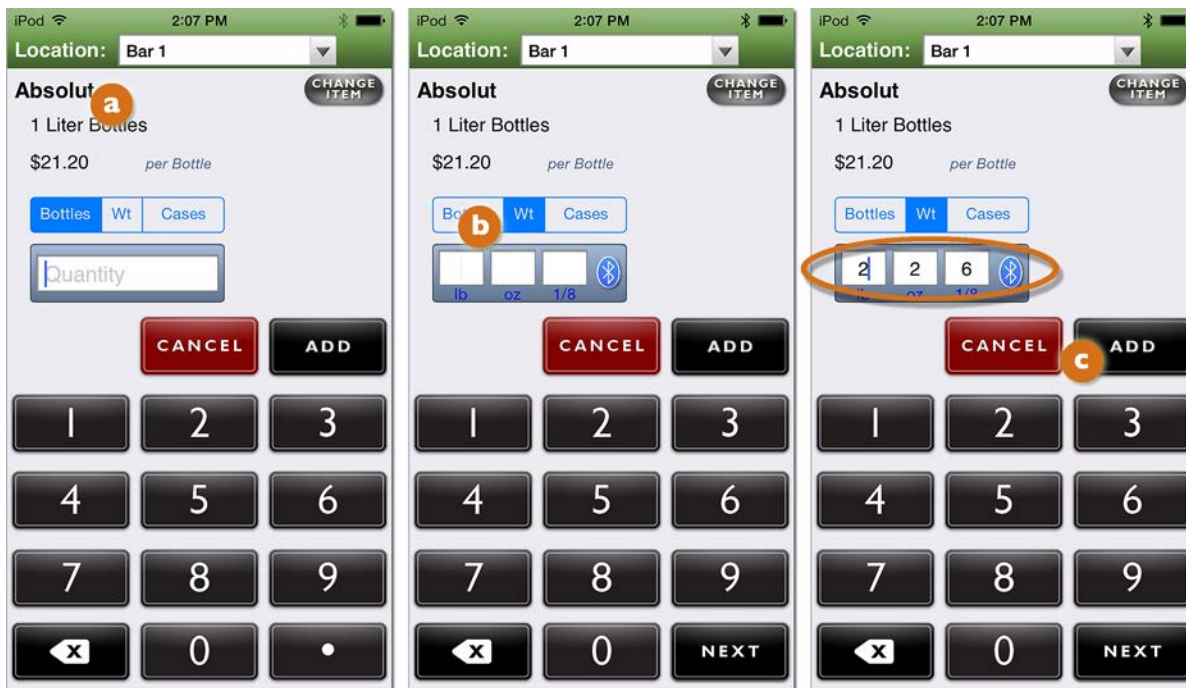 iPod 2:07 PM
Location: Bar 1
Absolut
a
CHANGE ITEM
1 Liter Bottles
$21.20 per Bottle
Bottles Wt Cases
Quantity
CANCEL ADD
1 2 3
4 5 6
7 8 9
X 0 .
iPod 2:07 PM
Location: Bar 1
Absolut
CHANGE ITEM
1 Liter Bottles
$21.20 per Bottle
Bottles Wt Cases
b
lb oz 1/8
CANCEL ADD
1 2 3
4 5 6
7 8 9
X 0 NEXT
iPod 2:07 PM
Location: Bar 1
Absolut
CHANGE ITEM
1 Liter Bottles
$21.20 per Bottle
Bottles Wt Cases
2 2 6
lb oz 1/8
CANCEL c ADD
1 2 3
4 5 6
7 8 9
X 0 NEXT